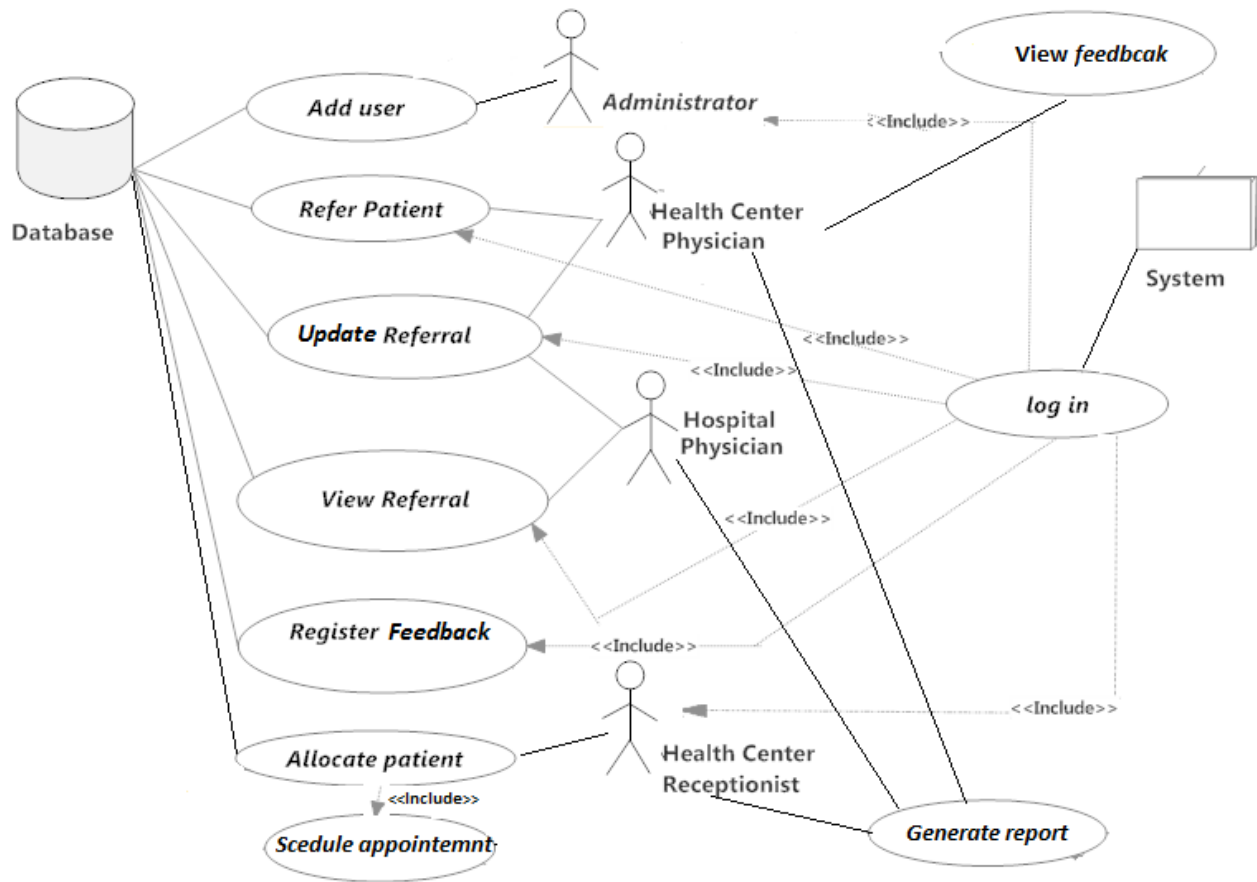 View feedbcak
Add user
Administrator
<<Include>>
Refer Patient
Health Center
Physician
Database
System
Update Referral
<<Include>>
<<Include>>
log in
Hospital
Physician
View Referral
<<Include>>
Register Feedback
<<Include>>
<<Include>>
Allocate patient
Health Center
Receptionist
<<Include>>
Scedule appointemnt
Generate report